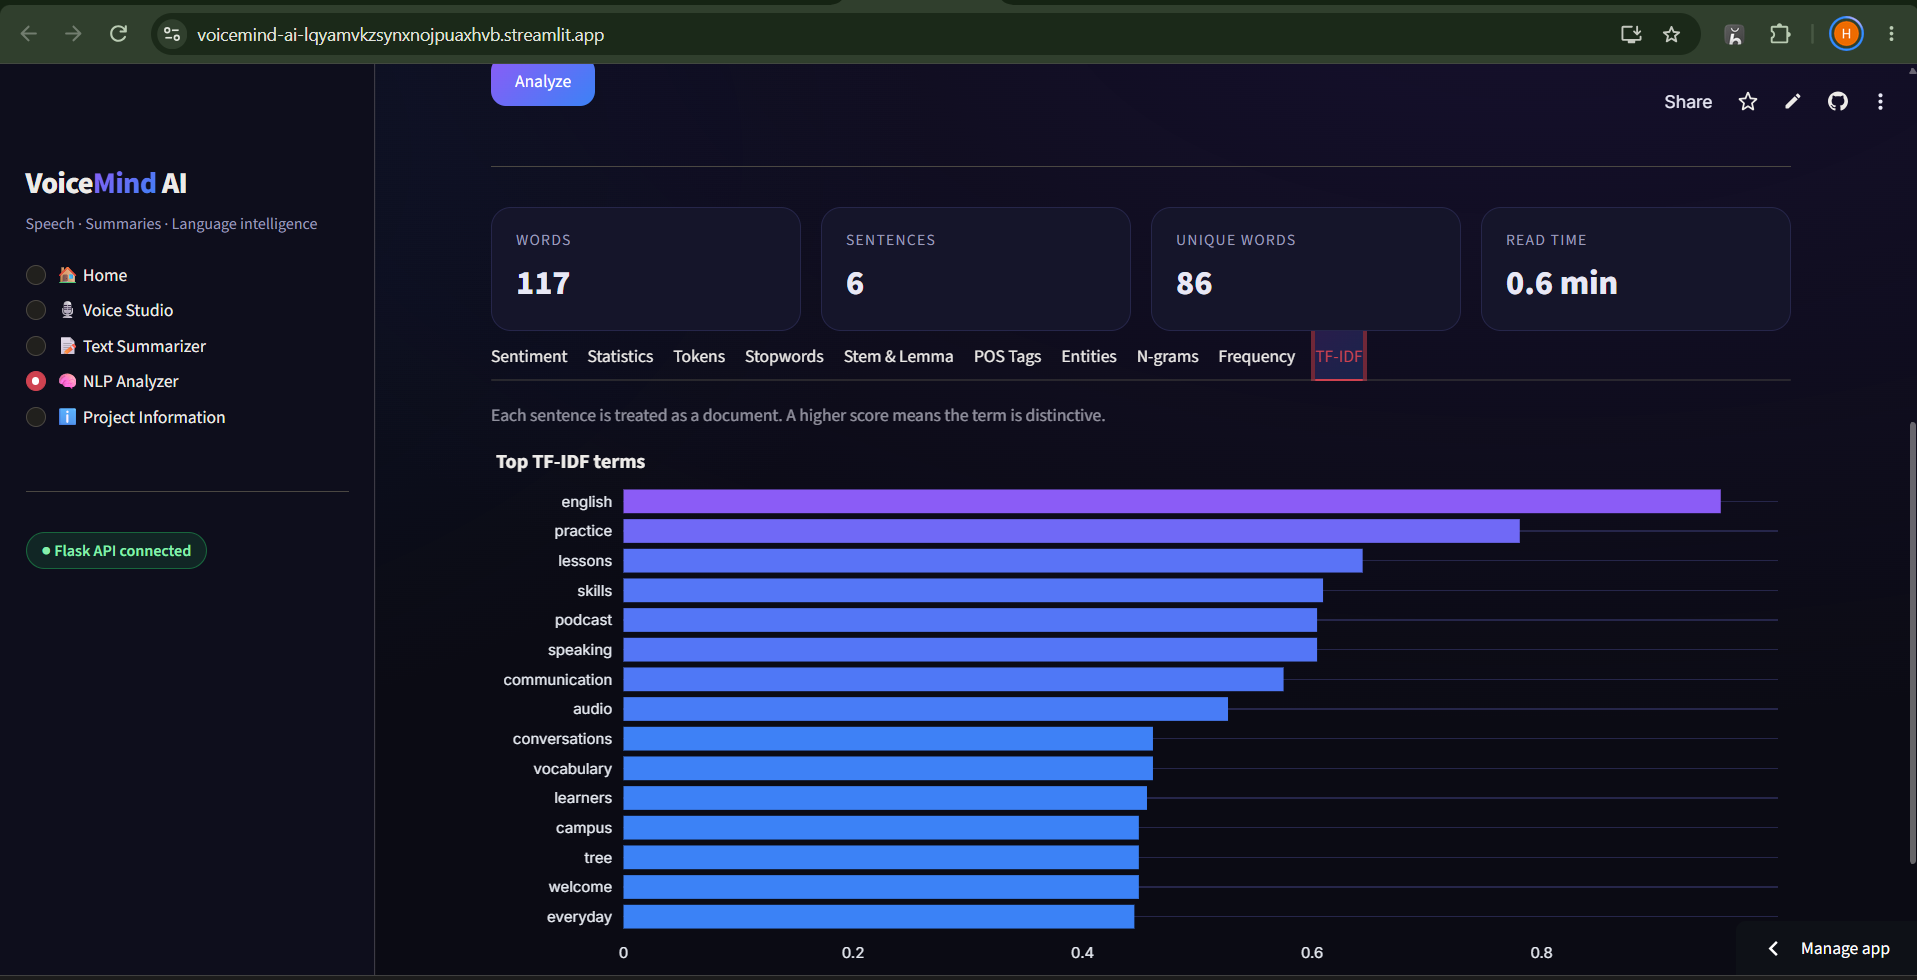 voicemind-ai-lqyamvkzsynxnojpuaxhvb.streamlit.app
H
Analyze
Share
VoiceMind AI
Speech · Summaries · Language intelligence
Home
Voice Studio
Text Summarizer
NLP Analyzer
Project Information
Flask API connected
WORDS
117
SENTENCES
6
UNIQUE WORDS
86
READ TIME
0.6 min
Sentiment Statistics Tokens Stopwords Stem & Lemma POS Tags Entities N-grams Frequency TF-IDF
Each sentence is treated as a document. A higher score means the term is distinctive.
Top TF-IDF terms
english
practice
lessons
skills
podcast
speaking
communication
audio
conversations
vocabulary
learners
campus
tree
welcome
everyday
0 0.2 0.4 0.6 0.8
Manage app